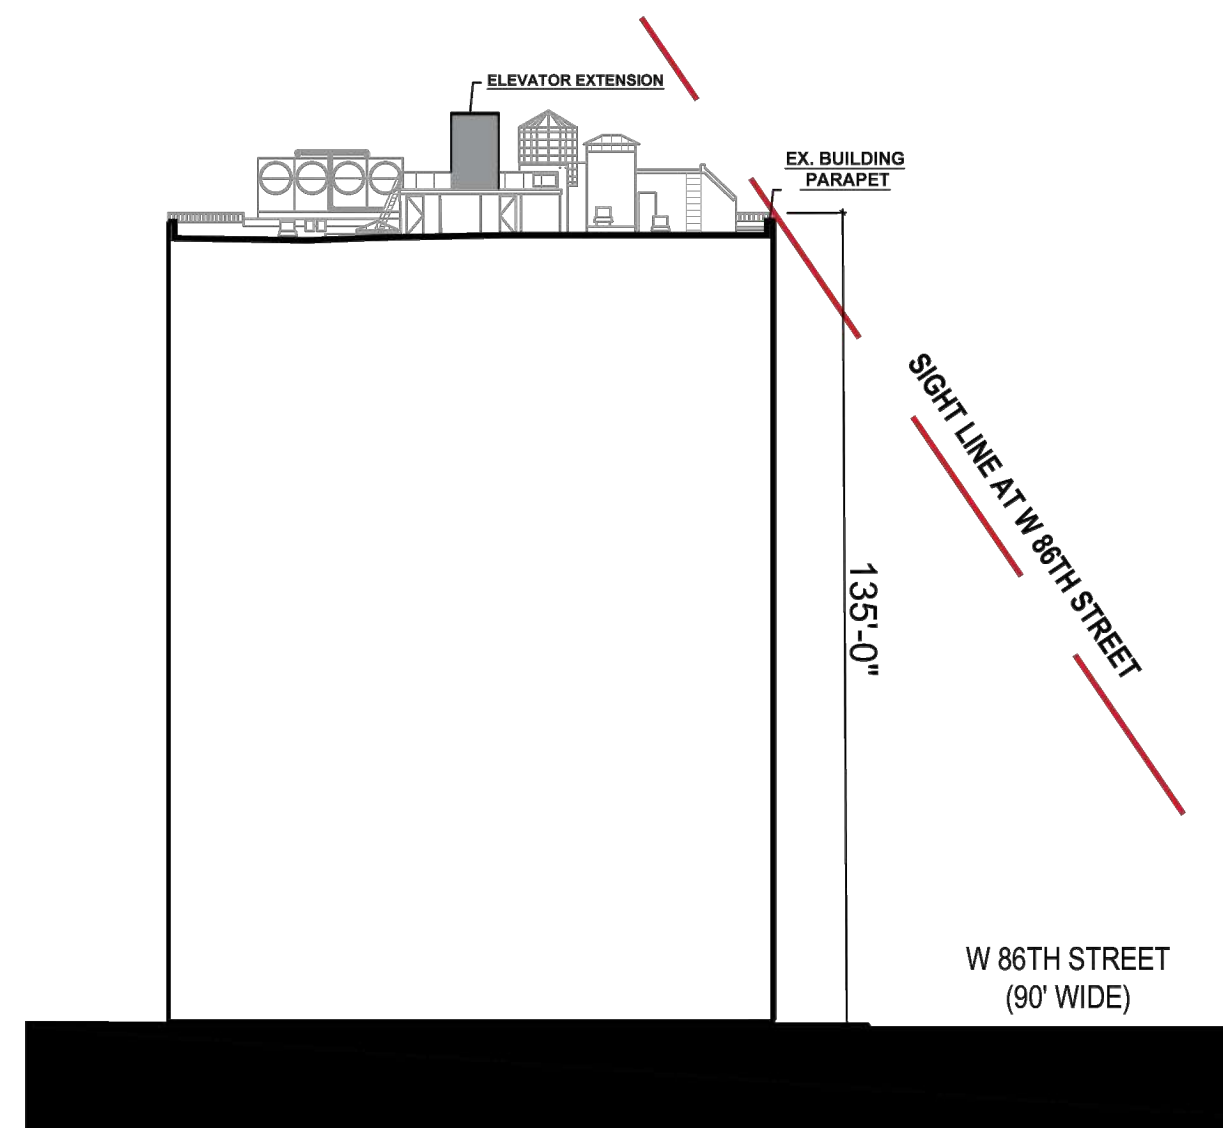 ELEVATOR EXTENSION
EX. BUILDING
PARAPET
SIGHT LINE AT W 86TH STREET
135'-0"
W 86TH STREET
(90' WIDE)